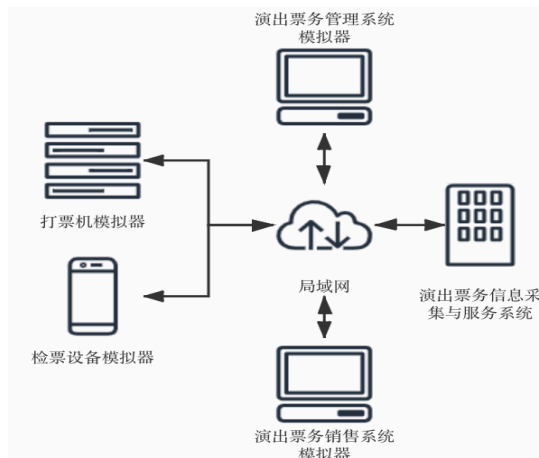 演出票务管理系统
模拟器
打票机模拟器
局域网
演出票务信息采
集与服务系统
检票设备模拟器
演出票务销售系统
模拟器